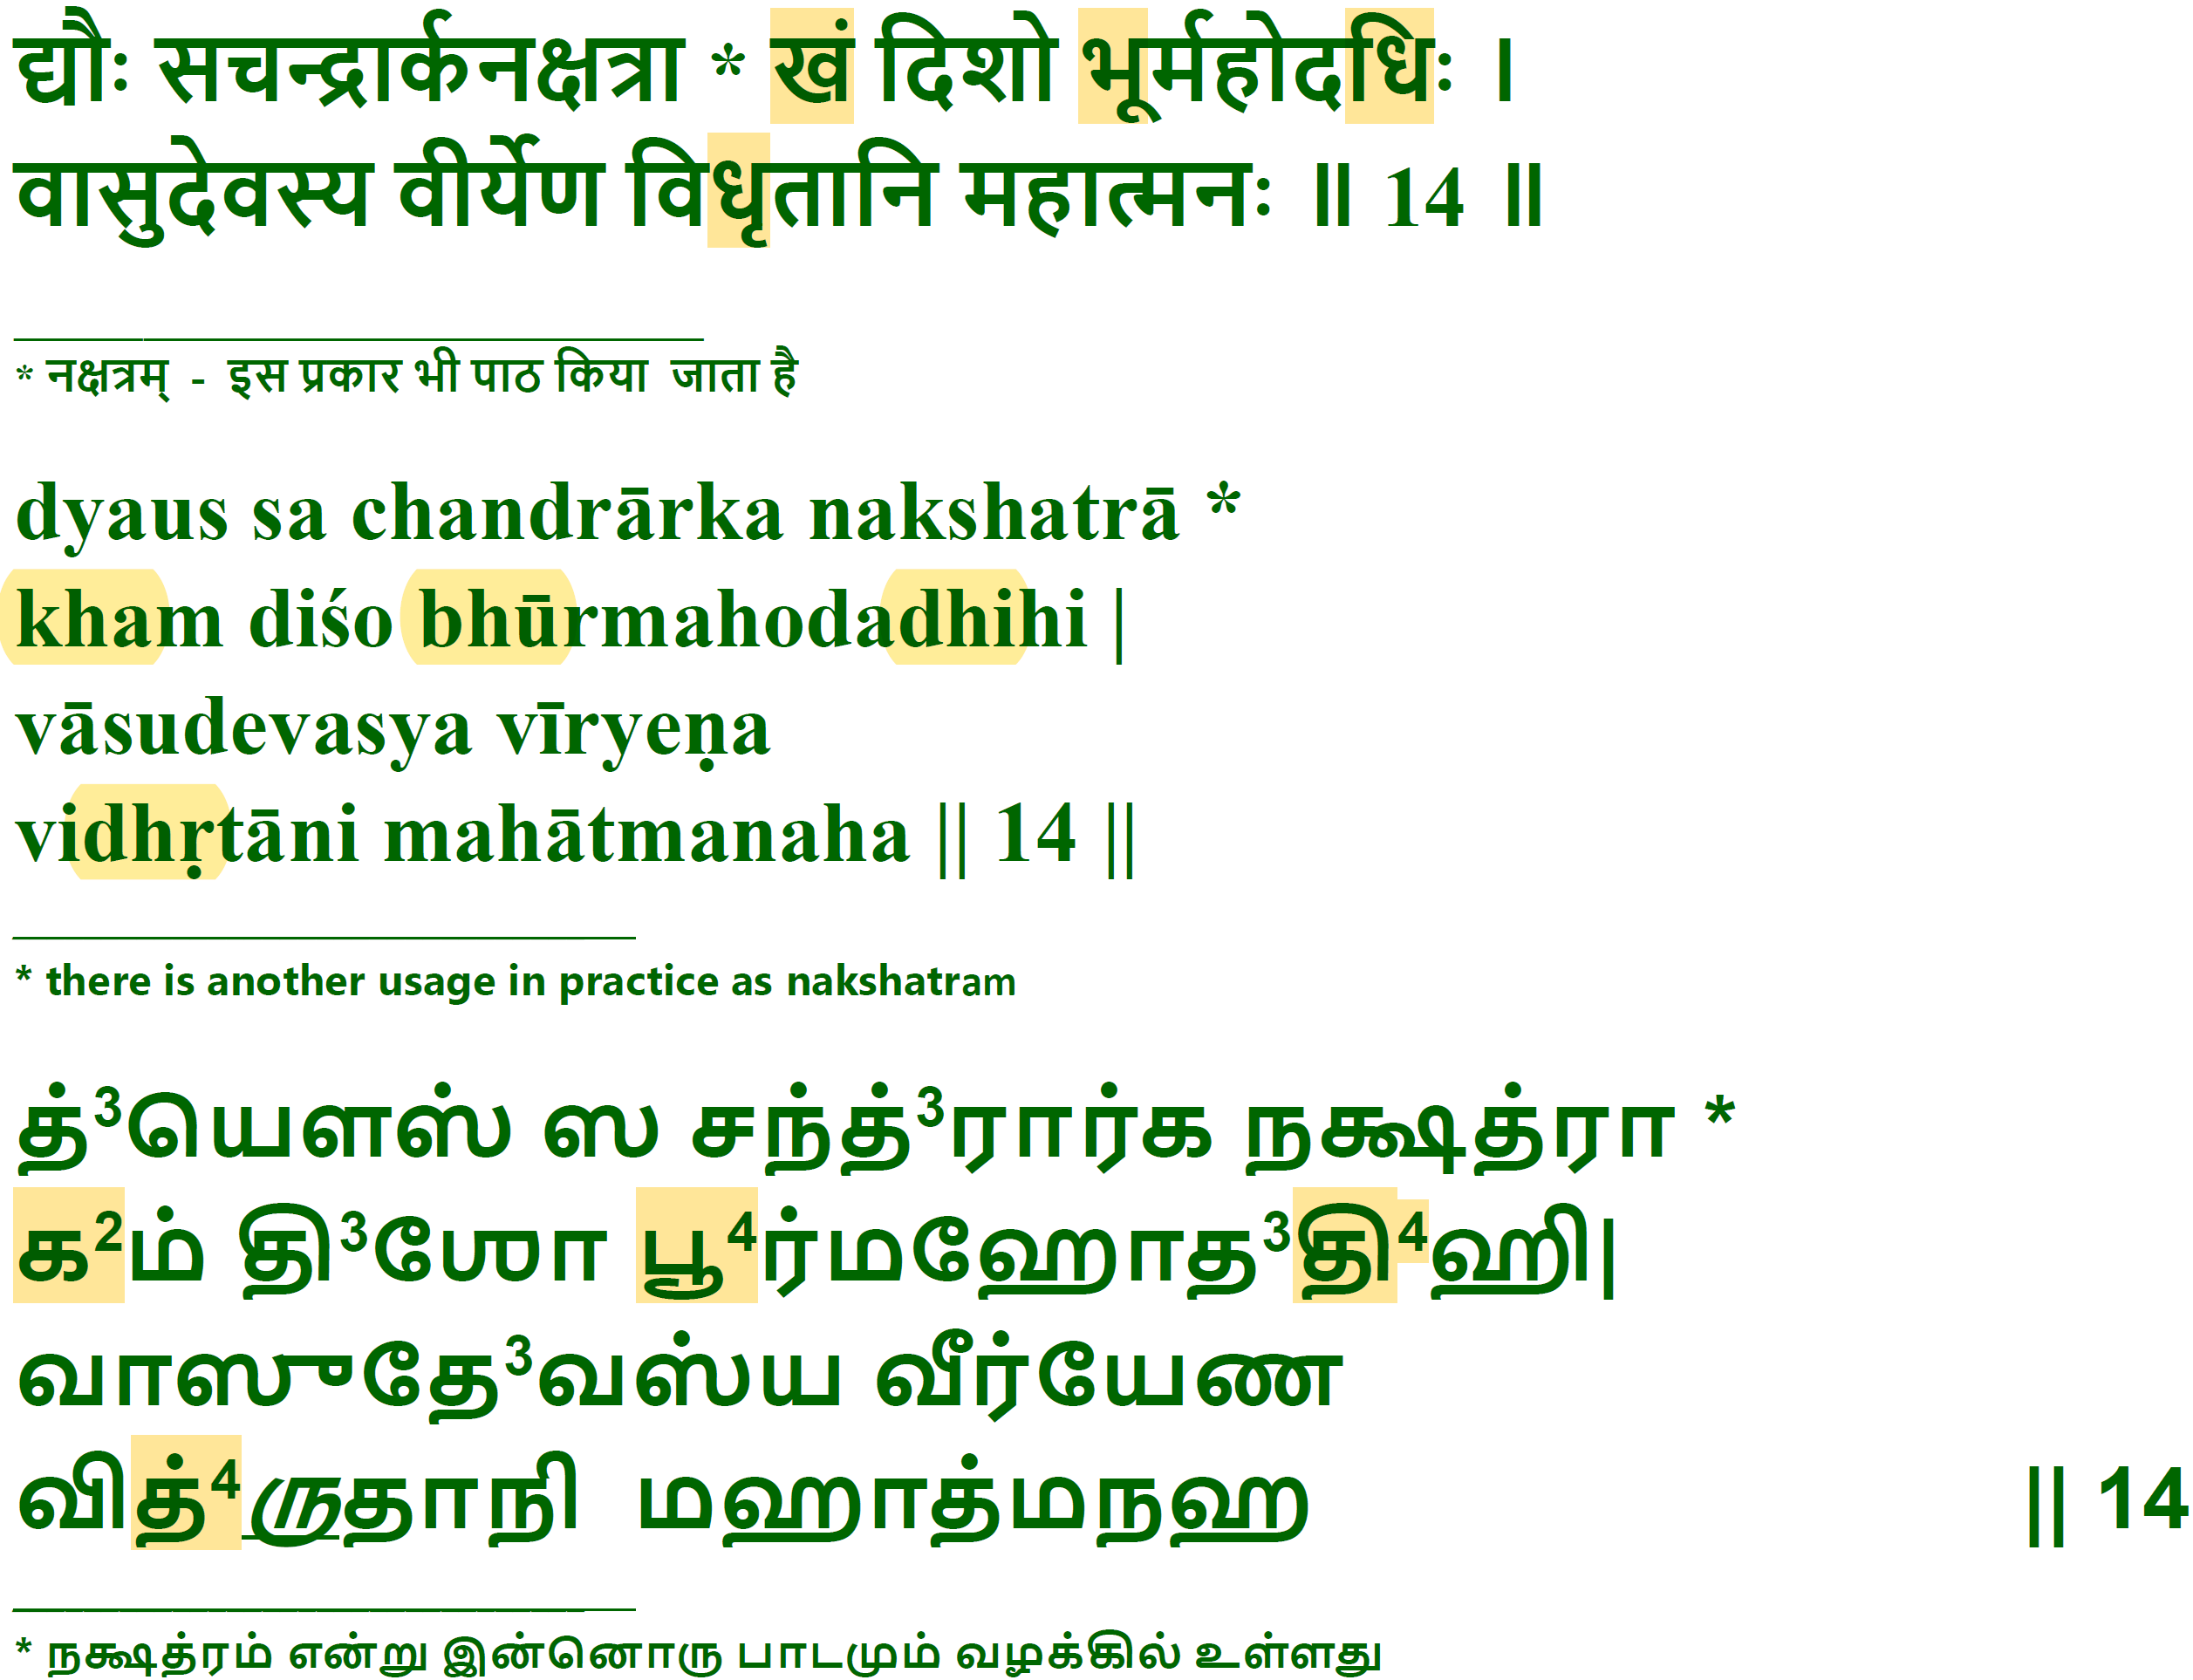 द्यौः सचन्द्रार्कनक्षत्रा * खं दिशो भूर्महोदधिः ।
वासुदेवस्य वीर्येण विधृतानि महात्मनः ॥ 14 ॥
* नक्षत्रम् - इस प्रकार भी पाठ किया जाता है
dyaus sa chandrārka nakshatrā *
kham diśo bhūrmahodadhihi |
vāsudevasya vīryeṇa
vidhṛtāni mahātmanaha || 14 ||
* there is another usage in practice as nakshatram
த்³யௌஸ் ஸ சந்த்³ரார்க நக்ஷத்ரா *
க²ம் தி³ஶோ பூ⁴ர்மஹோத³தி⁴ஹி|
வாஸுதே³வஸ்ய வீர்யேண
வித்⁴ருதாநி மஹாத்மநஹ || 14
* நக்ஷத்ரம் என்று இன்னொரு பாடமும் வழக்கில் உள்ளது